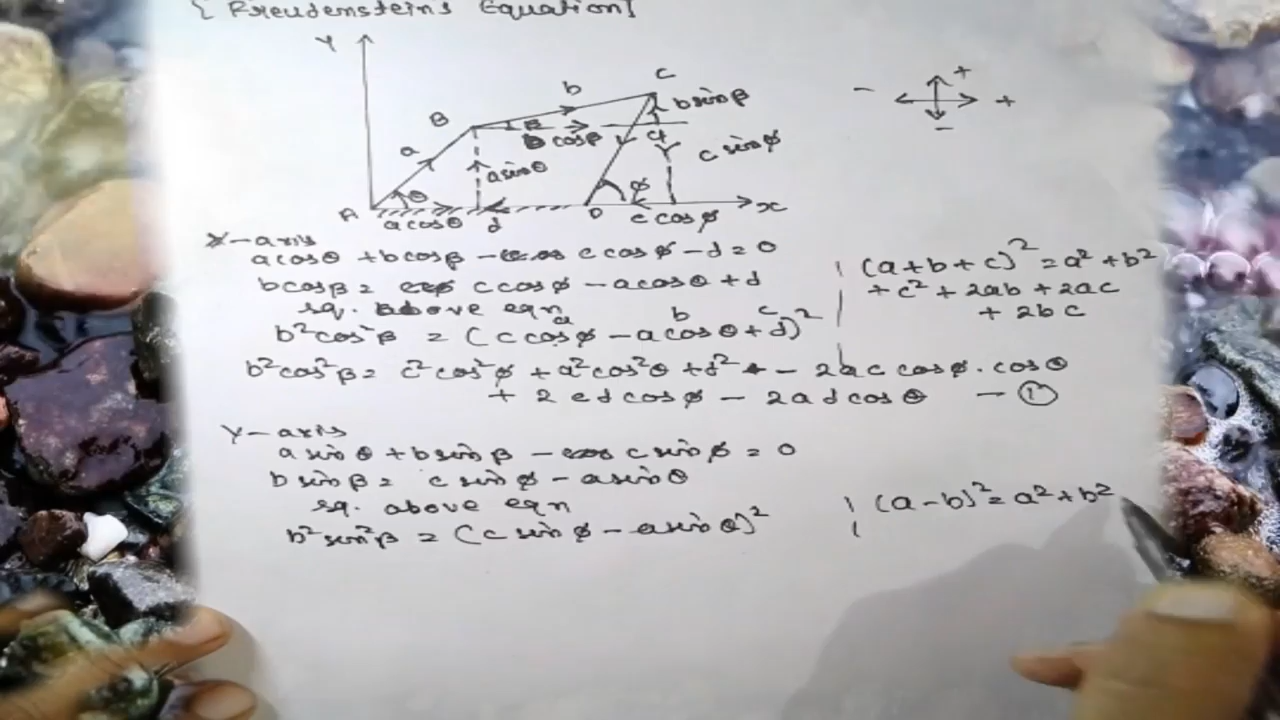 { Freudensteins Equation}
Y
C
b
b sin β
B
β
b cos β
a
c
c sin φ
a sin θ
θ
φ
A
a cos θ
d
D
c cos φ
x
+
-
+
-
X-axis
a cos θ + b cos β - c cos φ - d = 0
b cos β = c cos φ - a cos θ + d
sq. above eqn
a b c
b² cos² β = (c cos φ - a cos θ + d)²
b² cos² β = c² cos² φ + a² cos² θ + d² - 2ac cos φ . cos θ
+ 2cd cos φ - 2ad cos θ - ①
(a+b+c)² = a² + b²
+ c² + 2ab + 2ac
+ 2bc
Y-axis
a sin θ + b sin β - c sin φ = 0
b sin β = c sin φ - a sin θ
sq. above eqn
b² sin² β = (c sin φ - a sin θ)²
(a-b)² = a² + b²